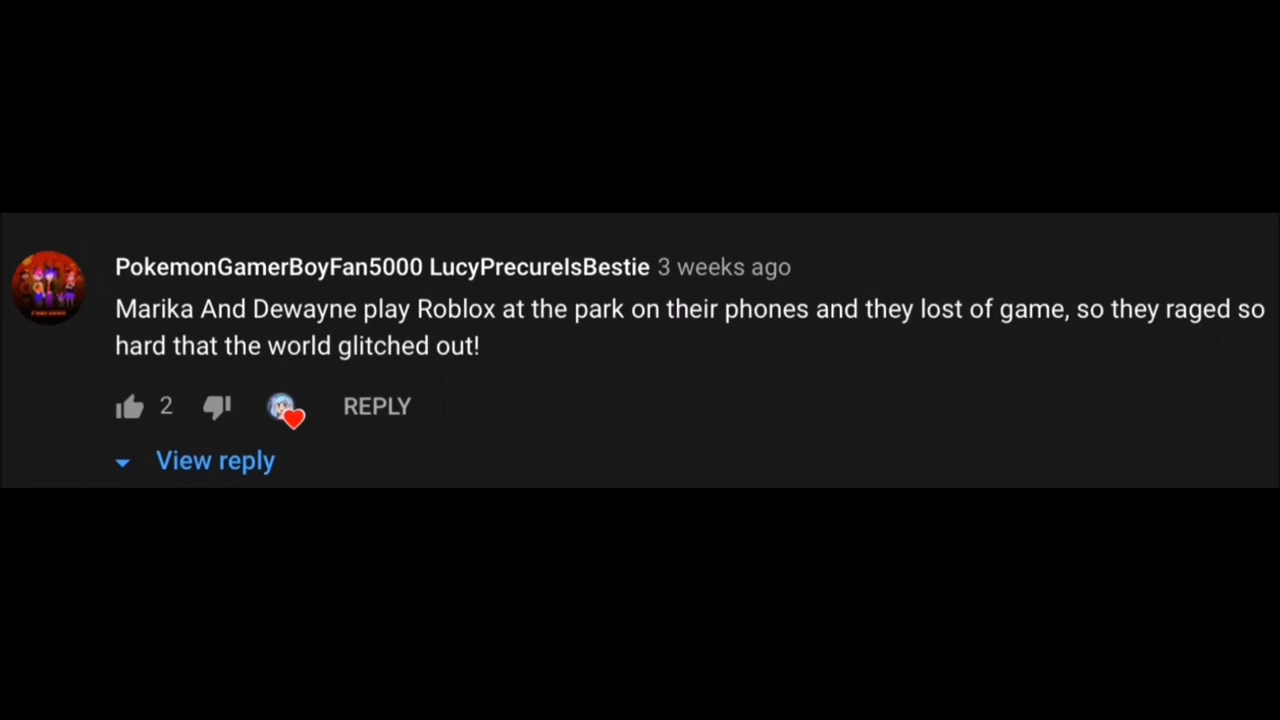 PokemonGamerBoyFan5000 LucyPrecureIsBestie 3 weeks ago
Marika And Dewayne play Roblox at the park on their phones and they lost of game, so they raged so
hard that the world glitched out!
2 REPLY
View reply